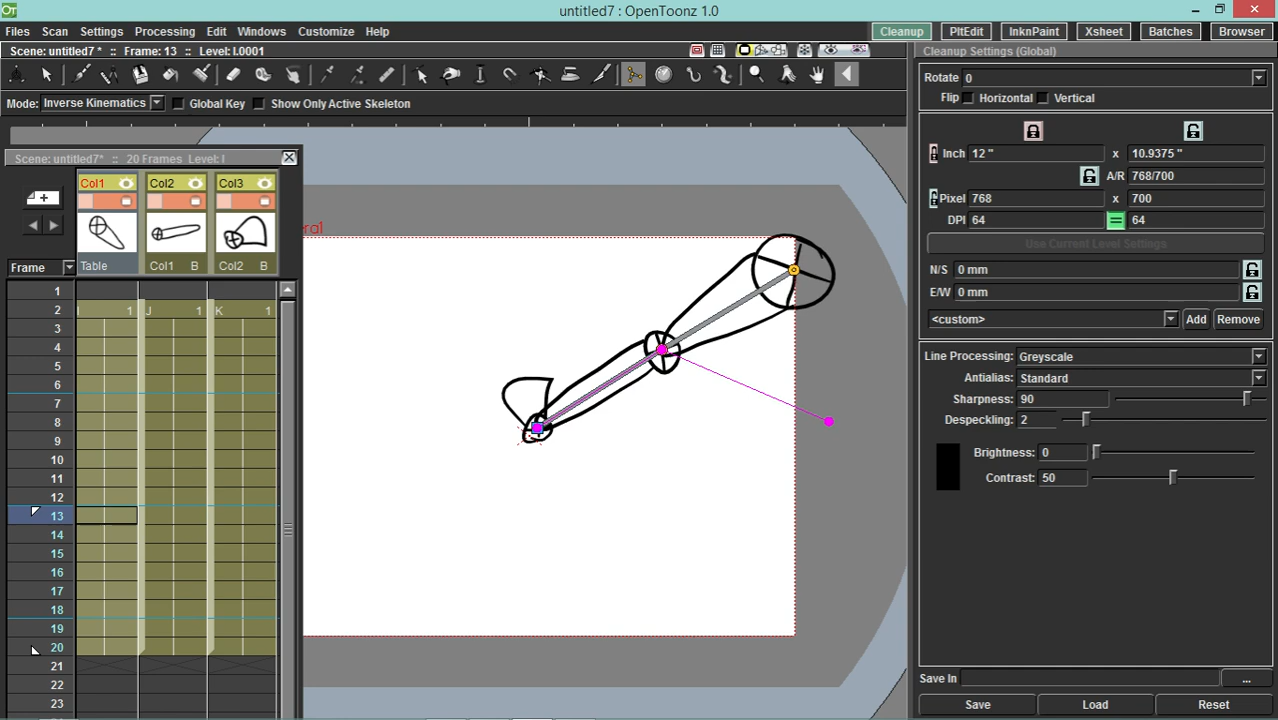 untitled7 : OpenToonz 1.0
Files Scan Settings Processing Edit Windows Customize Help
Cleanup PltEdit InknPaint Xsheet Batches Browser
Scene: untitled7 * :: Frame: 13 :: Level: I.0001
Cleanup Settings (Global)
Mode: Inverse Kinematics Global Key Show Only Active Skeleton
Rotate 0
Flip Horizontal Vertical
Inch 12 " x 10.9375 "
A/R 768/700
Pixel 768 x 700
DPI 64 64
Use Current Level Settings
N/S 0 mm
E/W 0 mm
<custom> Add Remove
Line Processing: Greyscale
Antialias: Standard
Sharpness: 90
Despeckling: 2
Brightness: 0
Contrast: 50
Save In ...
Save Load Reset
Scene: untitled7* :: 20 Frames Level: I
Col1 Col2 Col3
Table Col1 B Col2 B
Frame
1
2 I 1 J 1 K 1
3
4
5
6
7
8
9
10
11
12
13
14
15
16
17
18
19
20
21
22
23